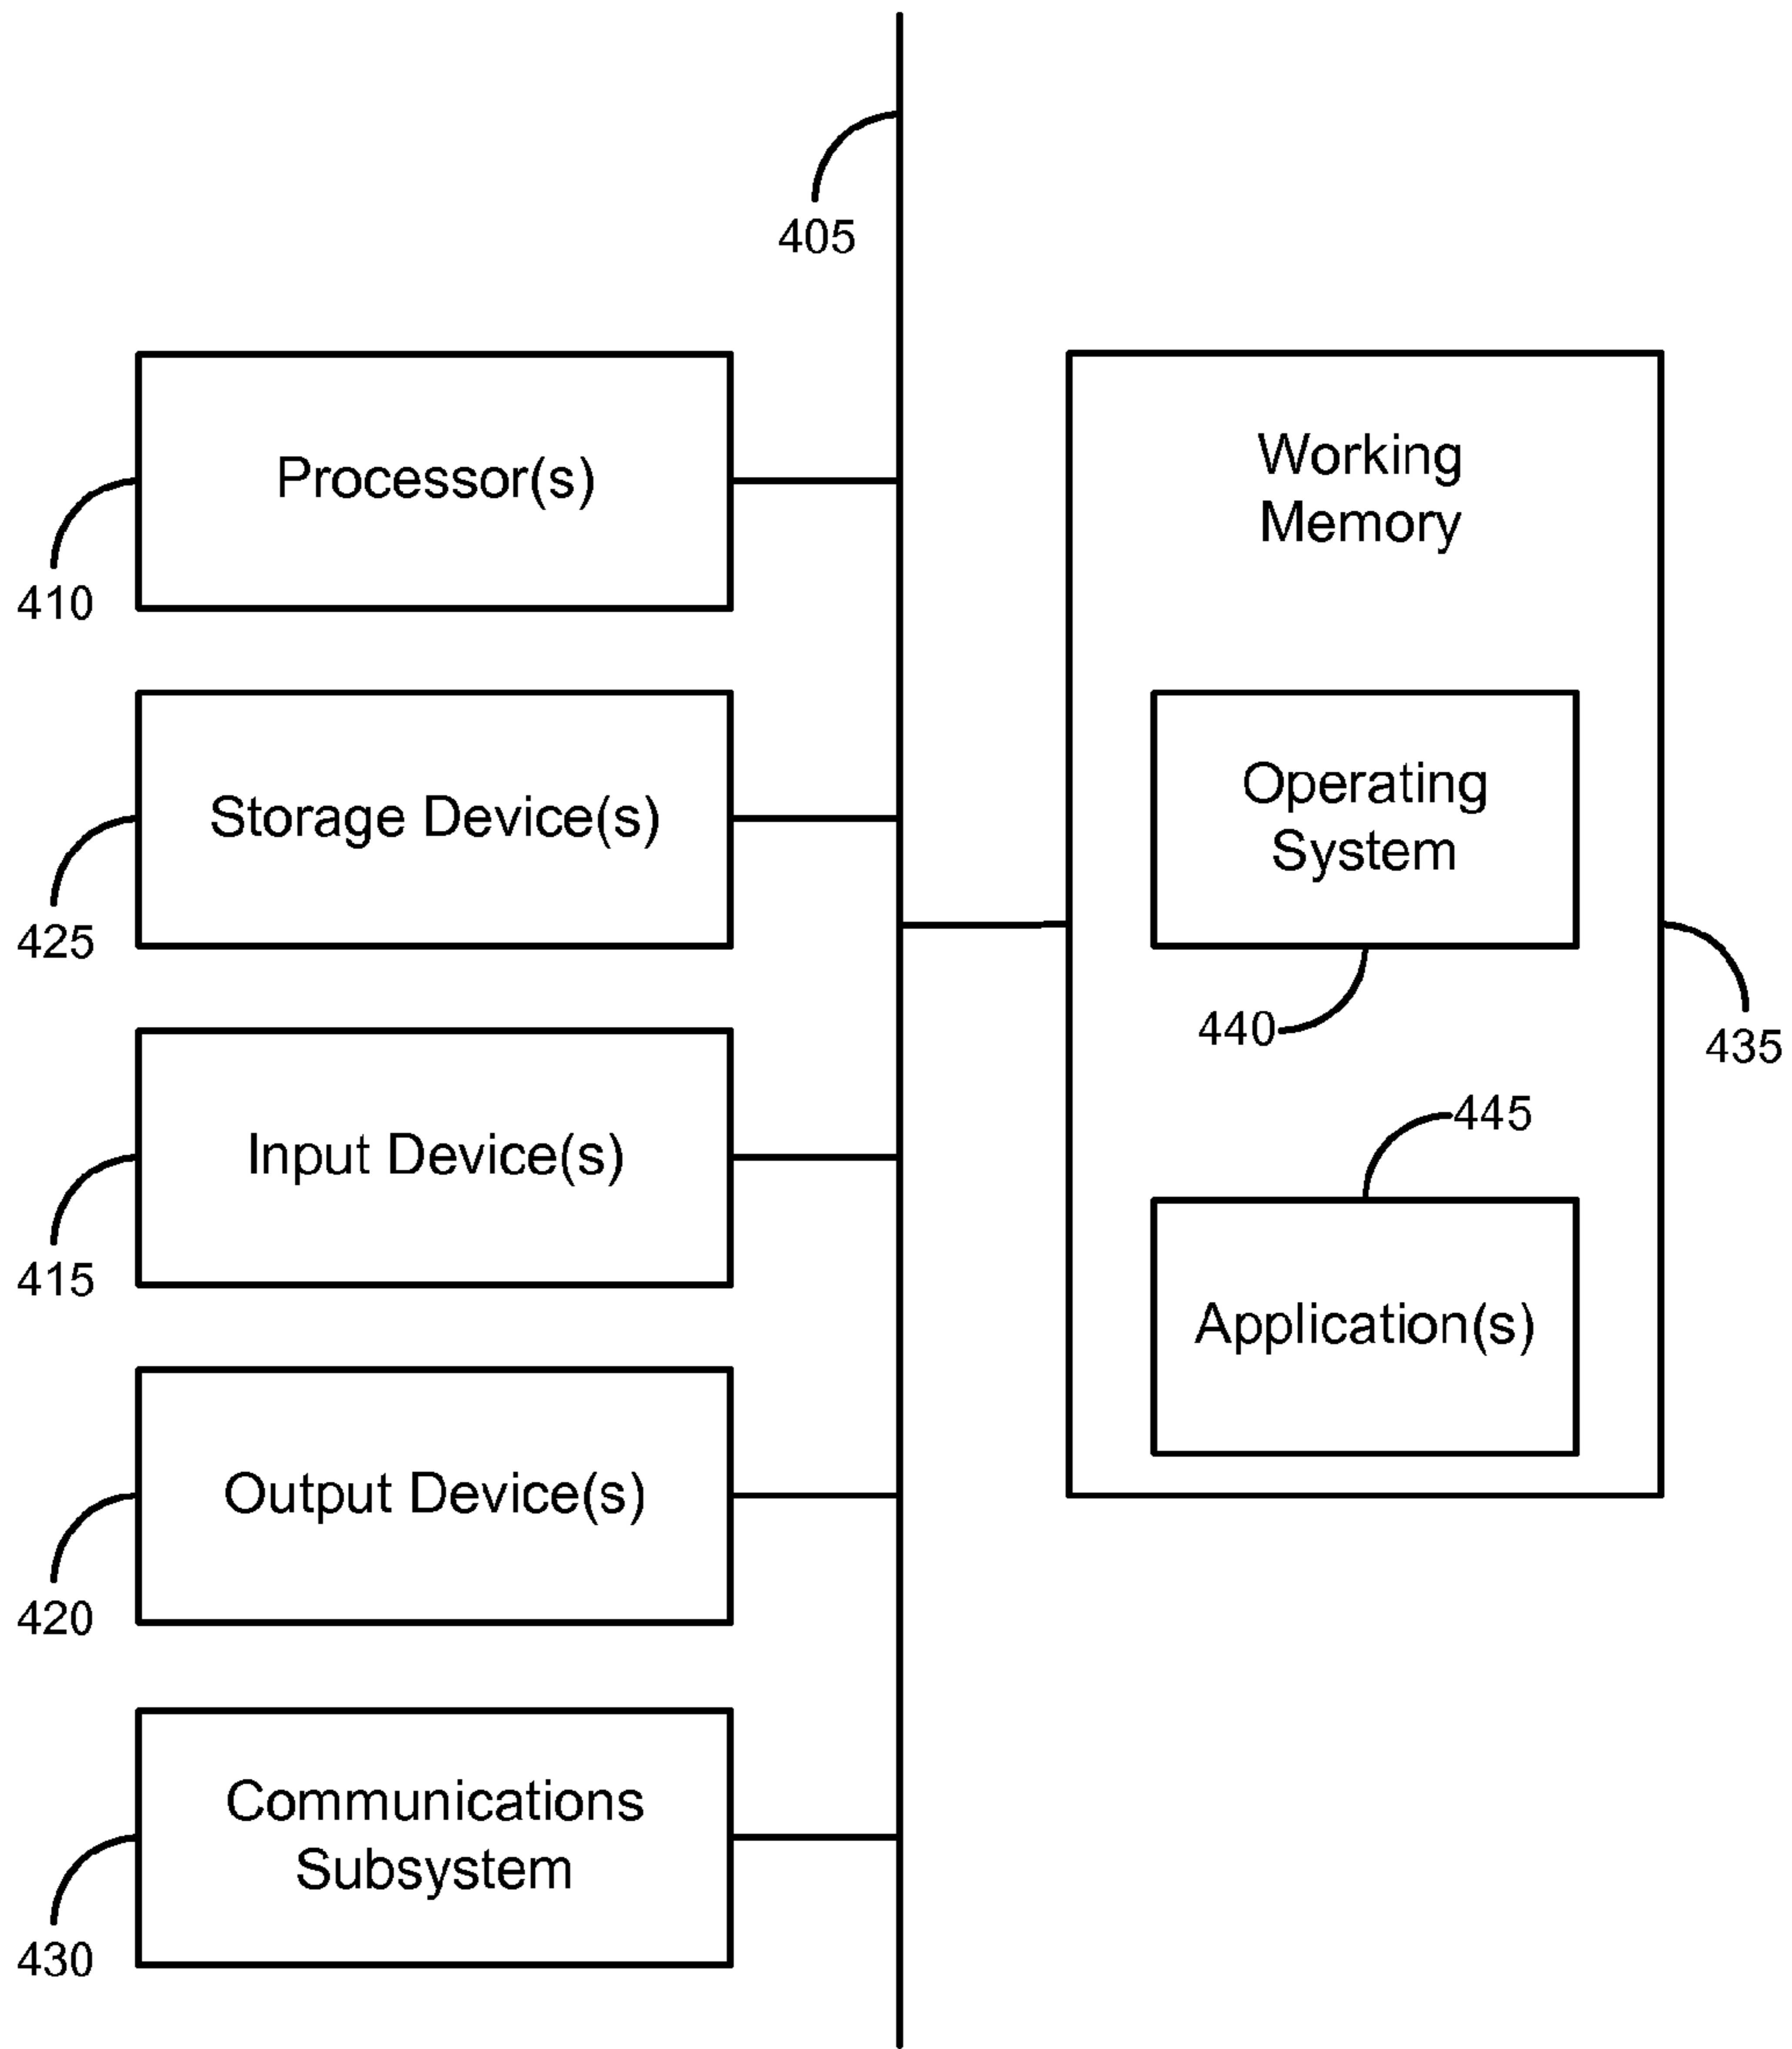 405
Processor(s)
410
Storage Device(s)
425
Input Device(s)
415
Output Device(s)
420
Communications
Subsystem
430
Working
Memory
Operating
System
440
435
445
Application(s)